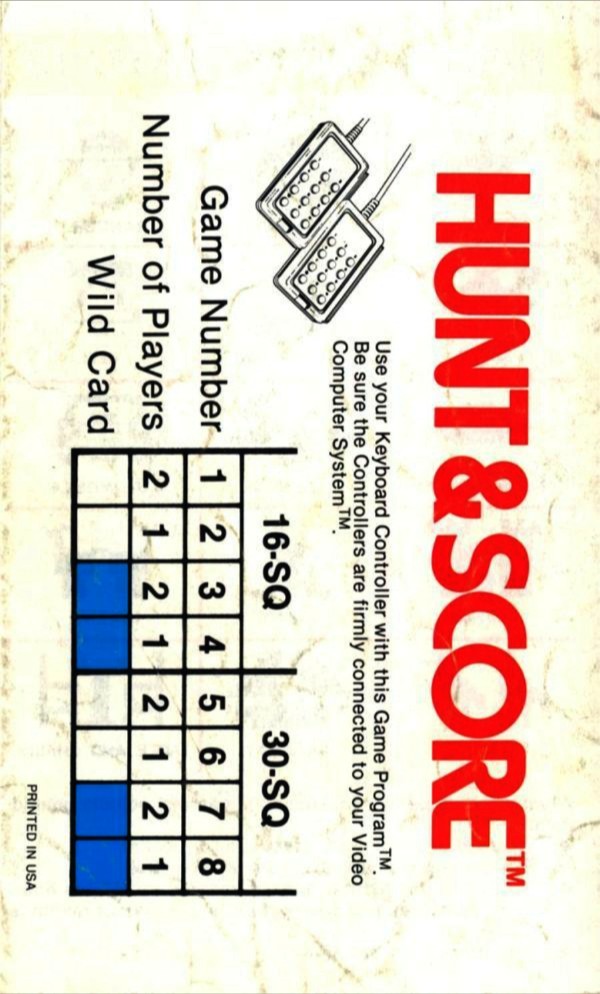 HUNT & SCORE™
Use your Keyboard Controller with this Game Program™.
Be sure the Controllers are firmly connected to your Video
Computer System™.
16-SQ 30-SQ
Game Number 1 2 3 4 5 6 7 8
Number of Players 2 1 2 1 2 1 2 1
Wild Card
PRINTED IN USA